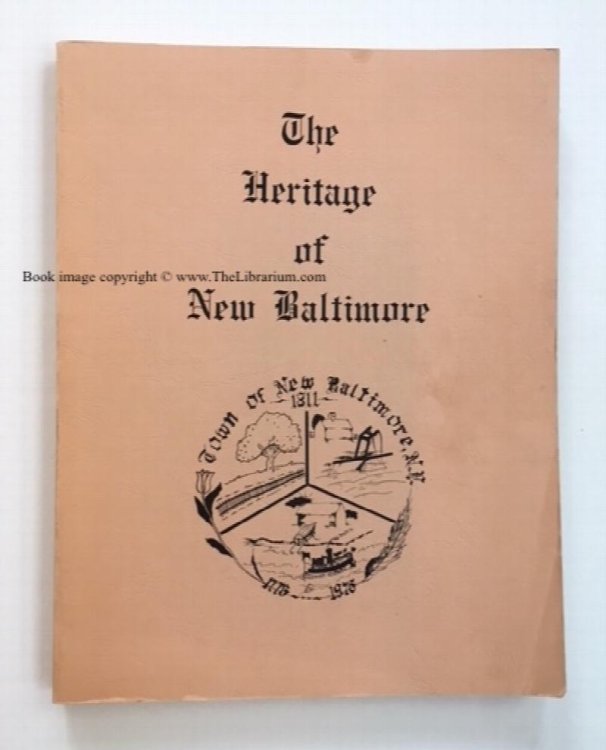 The
Heritage
of
Book image copyright © www.TheLibrarium.com
New Baltimore
Town of New Baltimore, N.Y.
1811
1776 1976